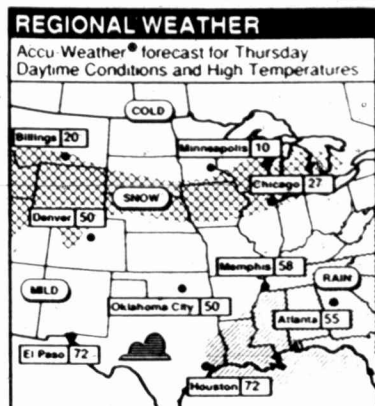 REGIONAL WEATHER
Accu-Weather® forecast for Thursday
Daytime Conditions and High Temperatures
COLD
Billings 20
Minneapolis 10
Chicago 27
SNOW
Denver 50
Memphis 58
RAIN
MILD
Oklahoma City 50
Atlanta 55
El Paso 72
Houston 72